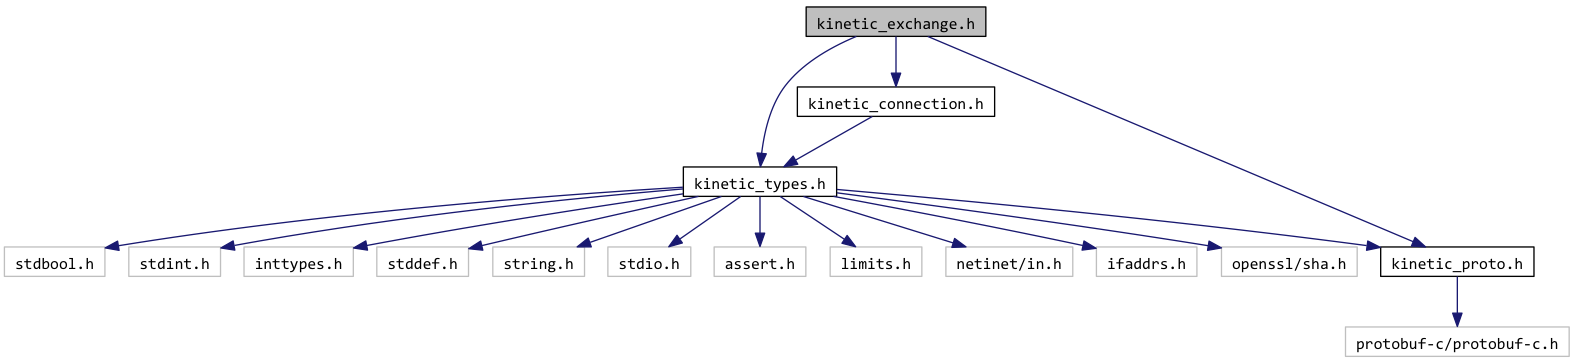 kinetic_exchange.h
kinetic_connection.h
kinetic_types.h
stdbool.h
stdint.h
inttypes.h
stddef.h
string.h
stdio.h
assert.h
limits.h
netinet/in.h
ifaddrs.h
openssl/sha.h
kinetic_proto.h
protobuf-c/protobuf-c.h